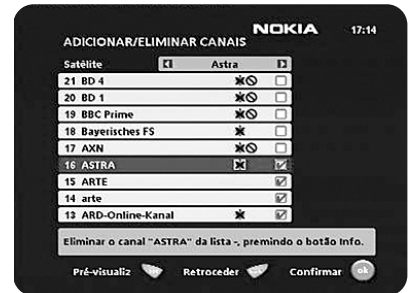 NOKIA 17:14
ADICIONAR/ELIMINAR CANAIS
Satélite Astra
21 BD 4
20 BD 1
19 BBC Prime
18 Bayerisches FS
17 AXN
16 ASTRA
15 ARTE
14 arte
13 ARD-Online-Kanal
Eliminar o canal "ASTRA" da lista -, premindo o botão Info.
Pré-visualiz Retroceder Confirmar ok